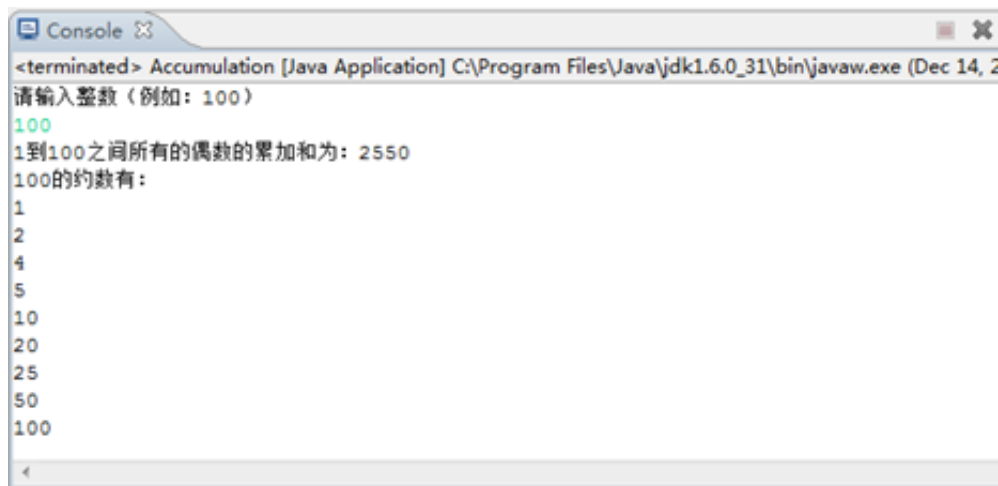 Console
<terminated> Accumulation [Java Application] C:\Program Files\Java\jdk1.6.0_31\bin\javaw.exe (Dec 14, 2
请输入整数（例如：100）
100
1到100之间所有的偶数的累加和为：2550
100的约数有：
1
2
4
5
10
20
25
50
100